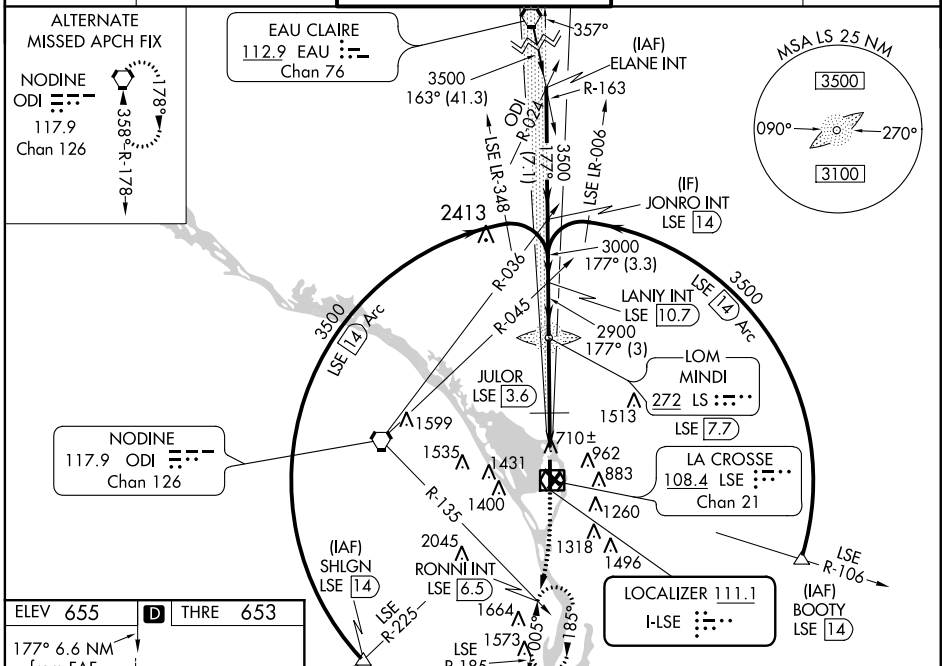 ALTERNATE
MISSED APCH FIX
NODINE
ODI
117.9
Chan 126
178°
358°
R-178
EAU CLAIRE
112.9 EAU
Chan 76
357°
(IAF)
ELANE INT
R-163
3500
163° (41.3)
ODI
R-024
(7.1)
177°
3500
LSE LR-348
LSE LR-006
MSA LS 25 NM
3500
090°
270°
3100
(IF)
JONRO INT
LSE 14
2413
3000
177° (3.3)
R-036
R-045
3500
LSE 14 Arc
3500
LSE 14 Arc
LANIY INT
LSE 10.7
2900
177° (3)
LOM
MINDI
272 LS
LSE 7.7
JULOR
LSE 3.6
1513
1599
NODINE
117.9 ODI
Chan 126
710±
1535
1431
1400
962
883
LA CROSSE
108.4 LSE
Chan 21
R-135
1260
1318
1496
2045
(IAF)
SHLGN
LSE 14
RONNI INT
LSE 6.5
LSE
R-106
(IAF)
BOOTY
LSE 14
LOCALIZER 111.1
I-LSE
LSE
R-225
1664
1573
005°
185°
LSE
R-185
ELEV 655
D
THRE 653
177° 6.6 NM
from FAF